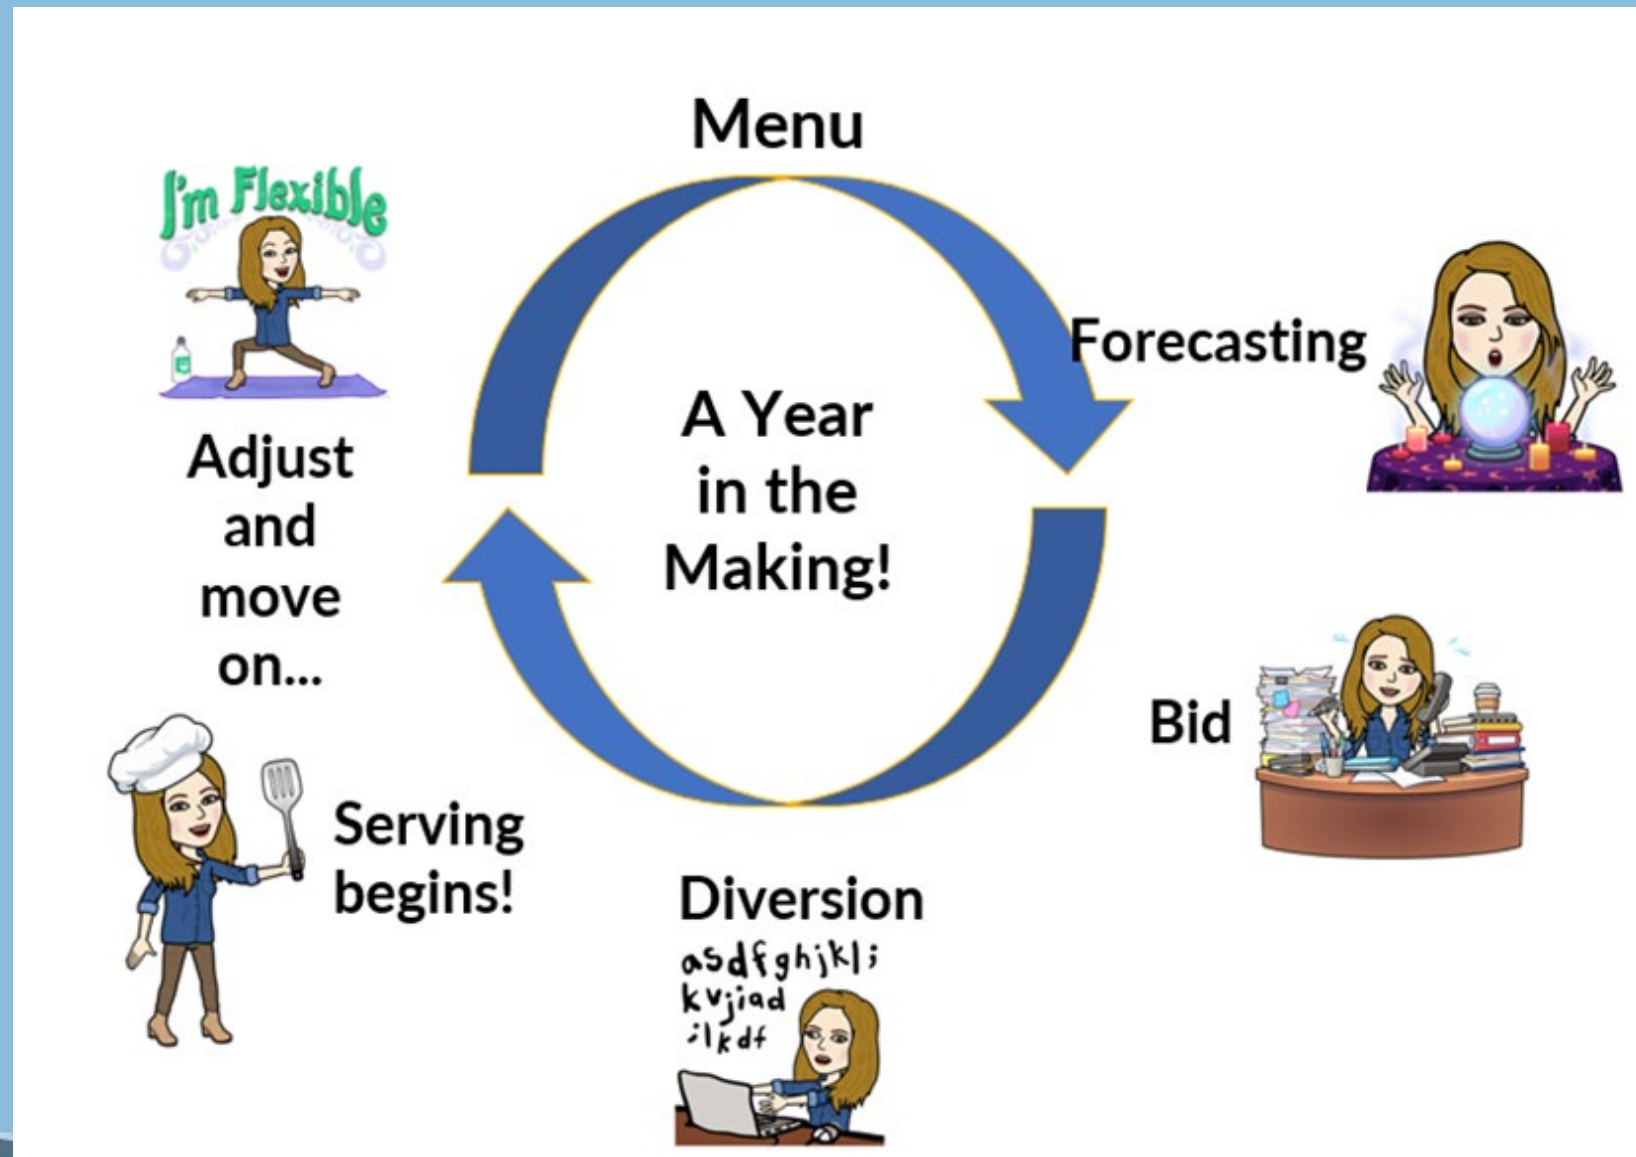 Menu
I'm Flexible
Forecasting
A Year
in the
Making!
Adjust
and
move
on...
Bid
Serving
begins!
Diversion
asdfghjkl;
kvjiad
;lkdf